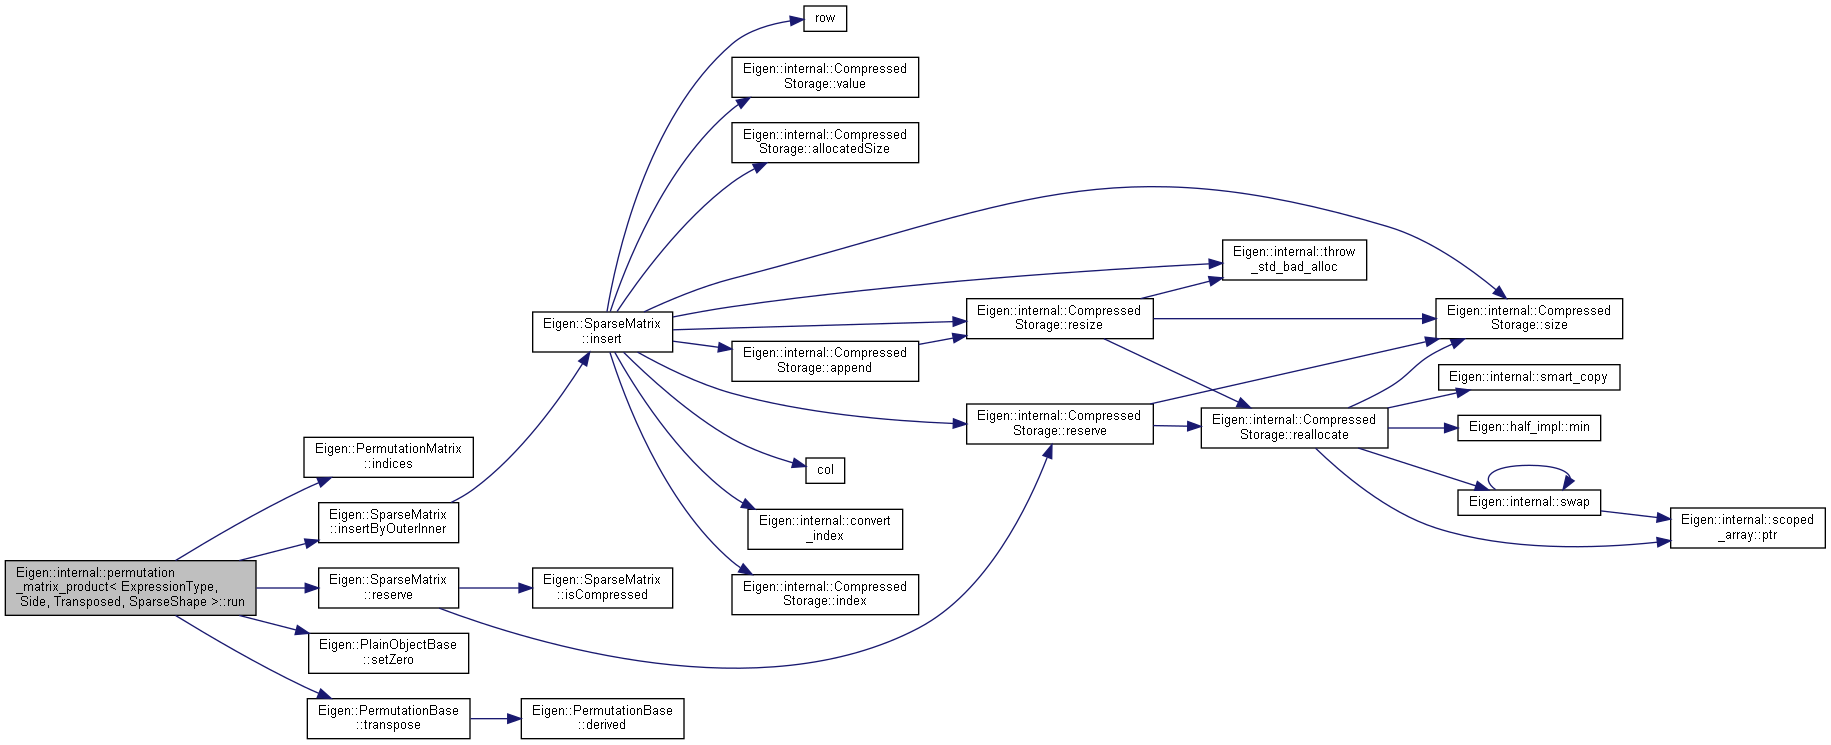 row
Eigen::internal::Compressed
Storage::value
Eigen::internal::Compressed
Storage::allocatedSize
Eigen::internal::throw
_std_bad_alloc
Eigen::SparseMatrix
::insert
Eigen::internal::Compressed
Storage::resize
Eigen::internal::Compressed
Storage::size
Eigen::internal::Compressed
Storage::append
Eigen::internal::smart_copy
Eigen::internal::Compressed
Storage::reserve
Eigen::internal::Compressed
Storage::reallocate
Eigen::half_impl::min
Eigen::PermutationMatrix
::indices
col
Eigen::SparseMatrix
::insertByOuterInner
Eigen::internal::convert
_index
Eigen::internal::swap
Eigen::internal::scoped
_array::ptr
Eigen::internal::permutation
_matrix_product< ExpressionType,
Side, Transposed, SparseShape >::run
Eigen::SparseMatrix
::reserve
Eigen::SparseMatrix
::isCompressed
Eigen::internal::Compressed
Storage::index
Eigen::PlainObjectBase
::setZero
Eigen::PermutationBase
::transpose
Eigen::PermutationBase
::derived